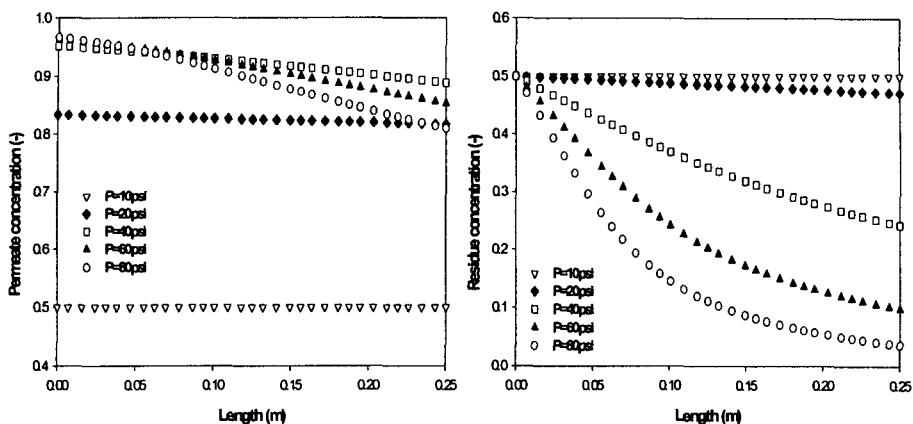 1.0
0.9
0.8
0.7
0.6
0.5
0.4
Permeate concentration (-)
P=10psi
P=20psi
P=40psi
P=60psi
P=80psi
0.00
0.05
0.10
0.15
0.20
0.25
Length (m)
0.6
0.5
0.4
0.3
0.2
0.1
0.0
Residue concentration (-)
P=10psi
P=20psi
P=40psi
P=60psi
P=80psi
0.00
0.05
0.10
0.15
0.20
0.25
Length (m)